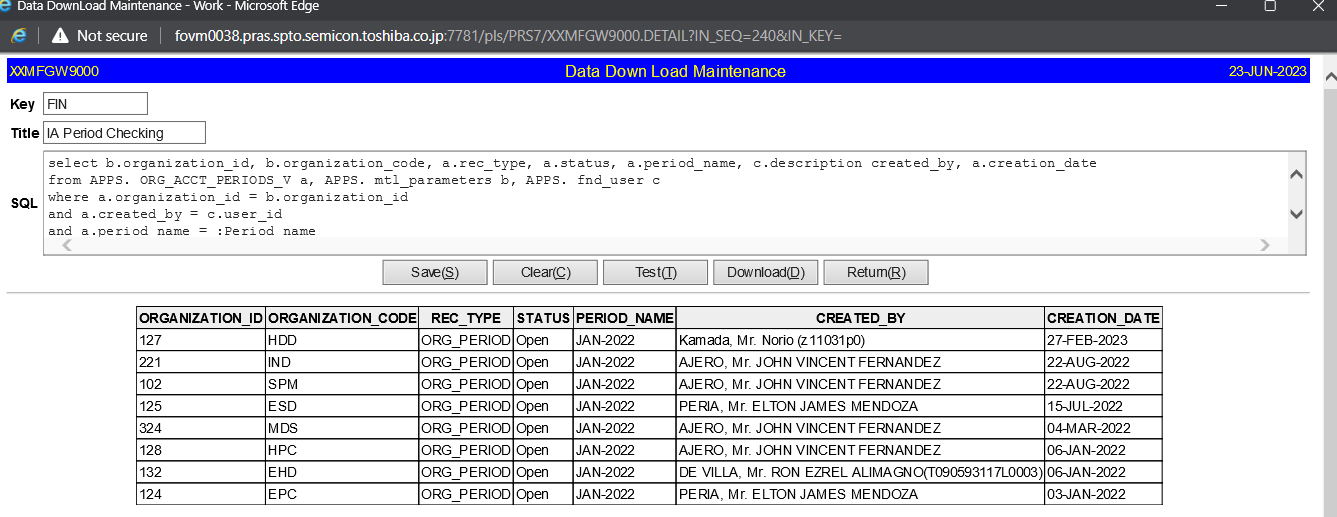 Data DownLoad Maintenance - Work - Microsoft Edge
Not secure fovm0038.pras.spto.semicon.toshiba.co.jp:7781/pls/PRS7/XXMFGW9000.DETAIL?IN_SEQ=240&IN_KEY=
XXMFGW9000 Data Down Load Maintenance 23-JUN-2023
Key FIN
Title IA Period Checking
SQL
select b.organization_id, b.organization_code, a.rec_type, a.status, a.period_name, c.description created_by, a.creation_date
from APPS. ORG_ACCT_PERIODS_V a, APPS. mtl_parameters b, APPS. fnd_user c
where a.organization_id = b.organization_id
and a.created_by = c.user_id
and a.period name = :Period name
Save(S) Clear(C) Test(T) Download(D) Return(R)
ORGANIZATION_ID ORGANIZATION_CODE REC_TYPE STATUS PERIOD_NAME CREATED_BY CREATION_DATE
127 HDD ORG_PERIOD Open JAN-2022 Kamada, Mr. Norio (z11031p0) 27-FEB-2023
221 IND ORG_PERIOD Open JAN-2022 AJERO, Mr. JOHN VINCENT FERNANDEZ 22-AUG-2022
102 SPM ORG_PERIOD Open JAN-2022 AJERO, Mr. JOHN VINCENT FERNANDEZ 22-AUG-2022
125 ESD ORG_PERIOD Open JAN-2022 PERIA, Mr. ELTON JAMES MENDOZA 15-JUL-2022
324 MDS ORG_PERIOD Open JAN-2022 AJERO, Mr. JOHN VINCENT FERNANDEZ 04-MAR-2022
128 HPC ORG_PERIOD Open JAN-2022 AJERO, Mr. JOHN VINCENT FERNANDEZ 06-JAN-2022
132 EHD ORG_PERIOD Open JAN-2022 DE VILLA, Mr. RON EZREL ALIMAGNO(T090593117L0003) 06-JAN-2022
124 EPC ORG_PERIOD Open JAN-2022 PERIA, Mr. ELTON JAMES MENDOZA 03-JAN-2022